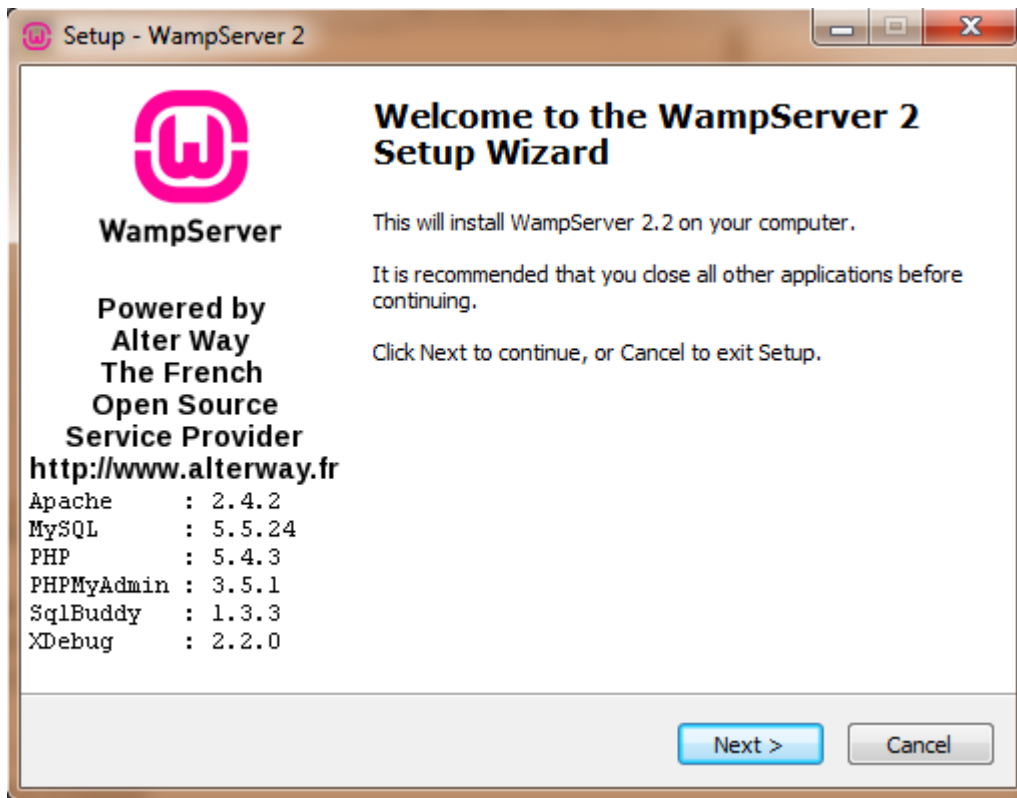 Setup - WampServer 2
WampServer
Powered by
Alter Way
The French
Open Source
Service Provider
http://www.alterway.fr
Apache : 2.4.2
MySQL : 5.5.24
PHP : 5.4.3
PHPMyAdmin : 3.5.1
SqlBuddy : 1.3.3
XDebug : 2.2.0
Welcome to the WampServer 2
Setup Wizard
This will install WampServer 2.2 on your computer.
It is recommended that you close all other applications before
continuing.
Click Next to continue, or Cancel to exit Setup.
Next >
Cancel